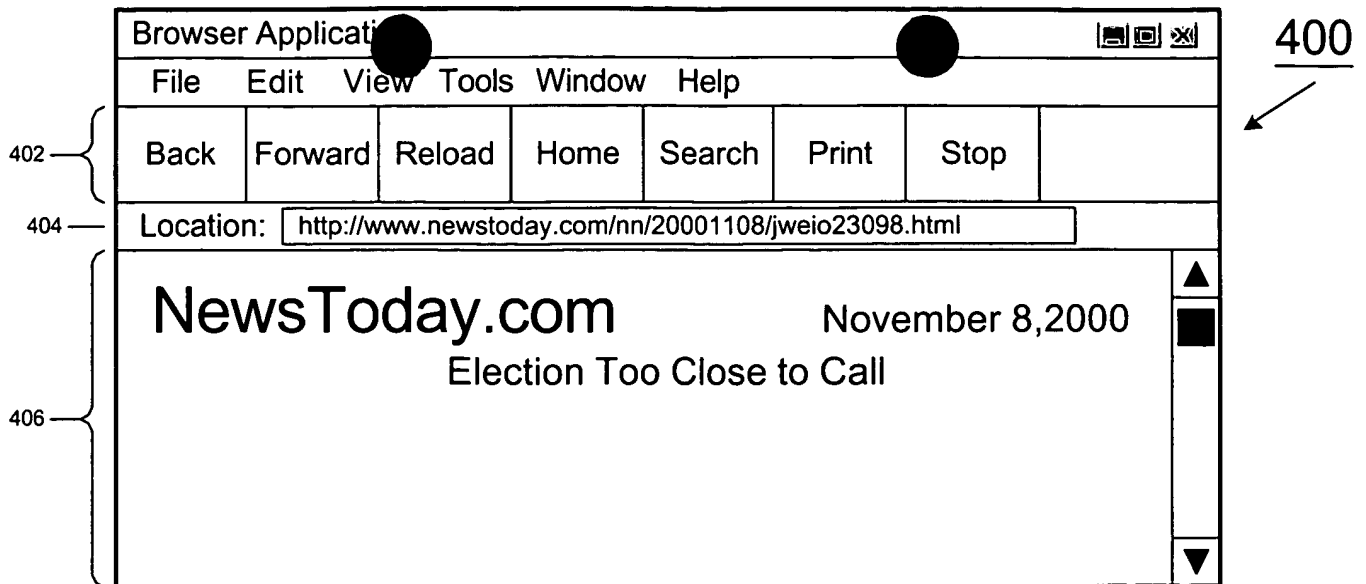 Browser Applicati
400
File Edit View Tools Window Help
402
Back Forward Reload Home Search Print Stop
404
Location: http://www.newstoday.com/nn/20001108/jweio23098.html
NewsToday.com November 8,2000
Election Too Close to Call
406